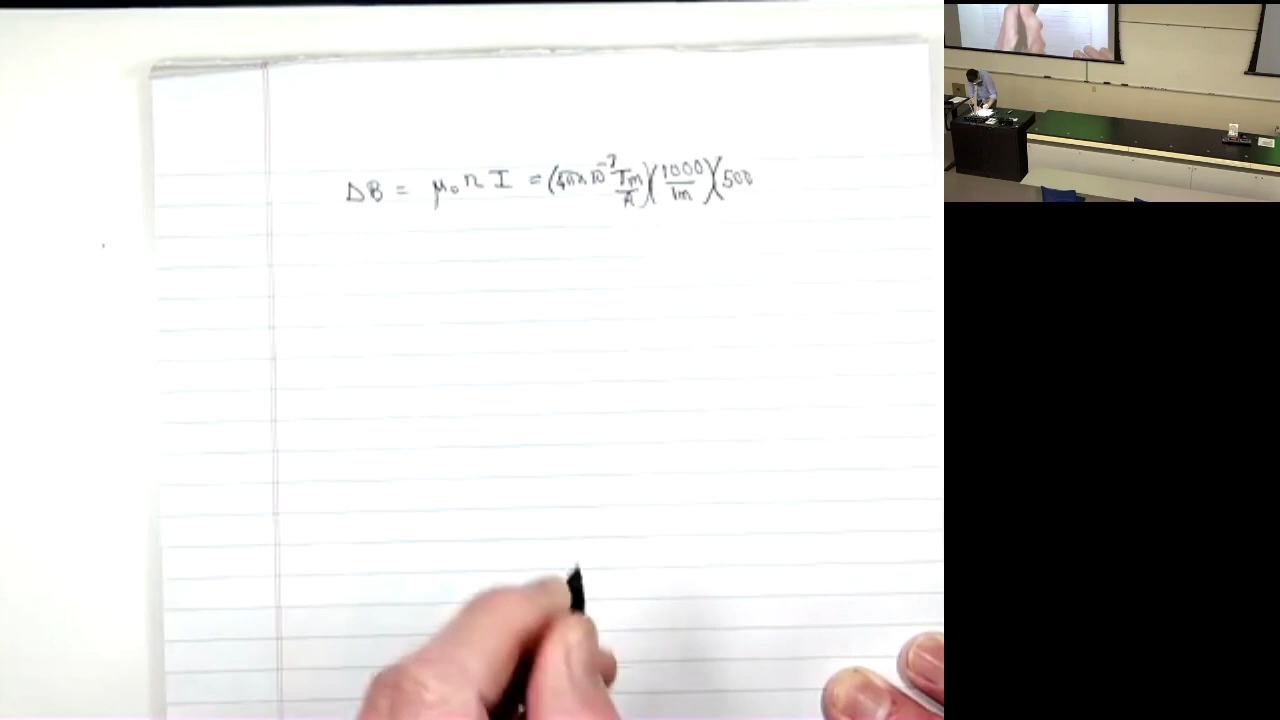 ΔB = μ₀ n I = (4π x 10⁻⁷ Tm/A)(1000/1m)(500